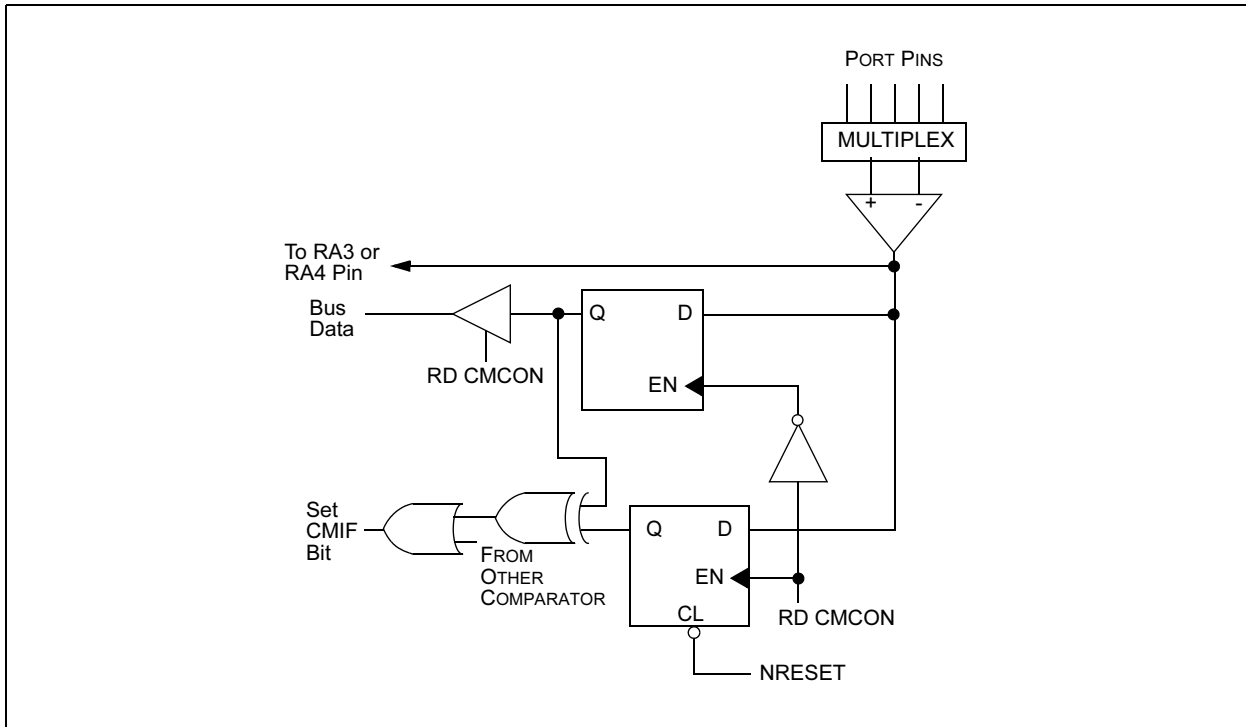 PORT PINS
MULTIPLEX
+ -
To RA3 or
RA4 Pin
Bus
Data
Q D
RD CMCON
EN
Set
CMIF
Bit
Q D
FROM
OTHER
COMPARATOR
EN
CL
RD CMCON
NRESET